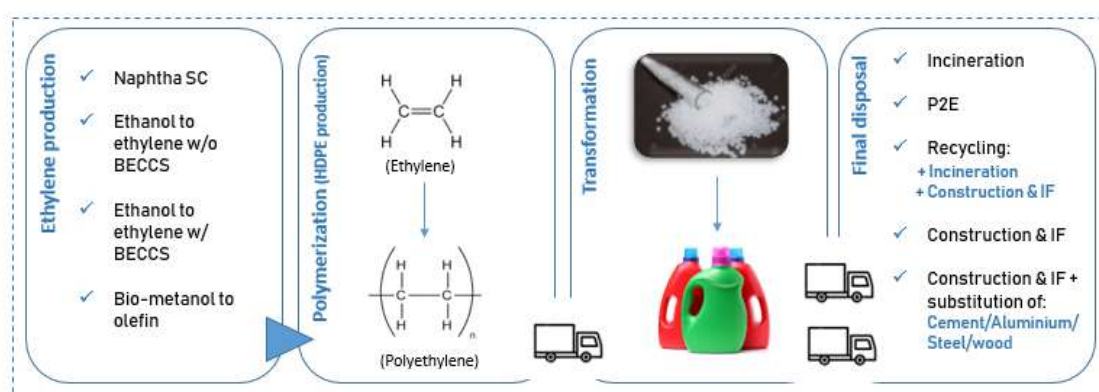 Ethylene production
Naphtha SC
Ethanol to
ethylene w/o
BECCS
Ethanol to
ethylene w/
BECCS
Bio-metanol to
olefin
Polymerization (HDPE production)
H
H
C=C
H
H
(Ethylene)
H
H
C
C
H
H
n
(Polyethylene)
Transformation
Final disposal
Incineration
P2E
Recycling:
+ Incineration
+ Construction & IF
Construction & IF
Construction & IF +
substitution of:
Cement/Aluminium/
Steel/wood